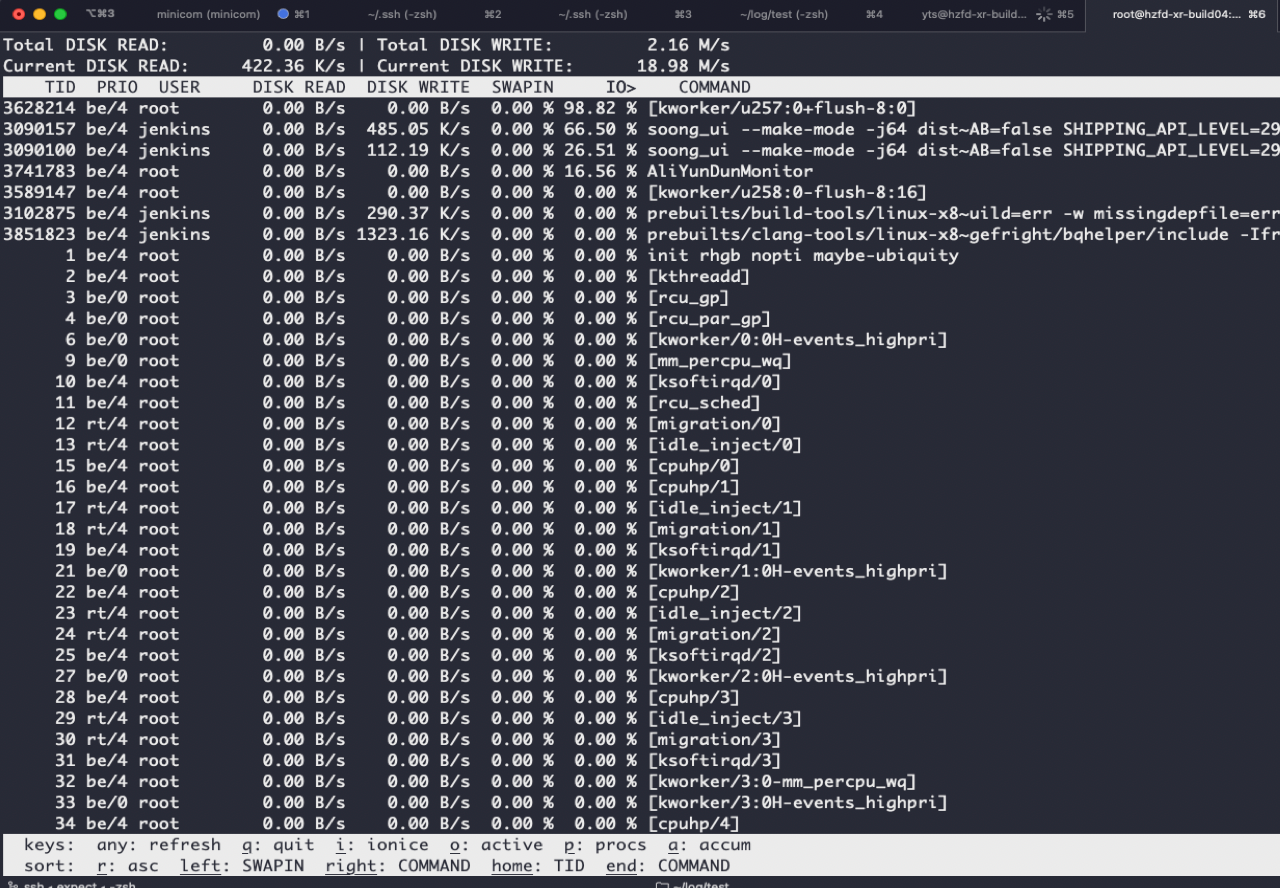 ⌥⌘3 minicom (minicom) ⌘1 ~/.ssh (-zsh) ⌘2 ~/.ssh (-zsh) ⌘3 ~/log/test (-zsh) ⌘4 yts@hzfd-xr-build... ⌘5 root@hzfd-xr-build04:... ⌘6
Total DISK READ: 0.00 B/s | Total DISK WRITE: 2.16 M/s
Current DISK READ: 422.36 K/s | Current DISK WRITE: 18.98 M/s
TID PRIO USER DISK READ DISK WRITE SWAPIN IO> COMMAND
3628214 be/4 root 0.00 B/s 0.00 B/s 0.00 % 98.82 % [kworker/u257:0+flush-8:0]
3090157 be/4 jenkins 0.00 B/s 485.05 K/s 0.00 % 66.50 % soong_ui --make-mode -j64 dist~AB=false SHIPPING_API_LEVEL=29
3090100 be/4 jenkins 0.00 B/s 112.19 K/s 0.00 % 26.51 % soong_ui --make-mode -j64 dist~AB=false SHIPPING_API_LEVEL=29
3741783 be/4 root 0.00 B/s 0.00 B/s 0.00 % 16.56 % AliYunDunMonitor
3589147 be/4 root 0.00 B/s 0.00 B/s 0.00 % 0.00 % [kworker/u258:0-flush-8:16]
3102875 be/4 jenkins 0.00 B/s 290.37 K/s 0.00 % 0.00 % prebuilts/build-tools/linux-x8~uild=err -w missingdepfile=err
3851823 be/4 jenkins 0.00 B/s 1323.16 K/s 0.00 % 0.00 % prebuilts/clang-tools/linux-x8~gefright/bqhelper/include -Ifr
1 be/4 root 0.00 B/s 0.00 B/s 0.00 % 0.00 % init rhgb nopti maybe-ubiquity
2 be/4 root 0.00 B/s 0.00 B/s 0.00 % 0.00 % [kthreadd]
3 be/0 root 0.00 B/s 0.00 B/s 0.00 % 0.00 % [rcu_gp]
4 be/0 root 0.00 B/s 0.00 B/s 0.00 % 0.00 % [rcu_par_gp]
6 be/0 root 0.00 B/s 0.00 B/s 0.00 % 0.00 % [kworker/0:0H-events_highpri]
9 be/0 root 0.00 B/s 0.00 B/s 0.00 % 0.00 % [mm_percpu_wq]
10 be/4 root 0.00 B/s 0.00 B/s 0.00 % 0.00 % [ksoftirqd/0]
11 be/4 root 0.00 B/s 0.00 B/s 0.00 % 0.00 % [rcu_sched]
12 rt/4 root 0.00 B/s 0.00 B/s 0.00 % 0.00 % [migration/0]
13 rt/4 root 0.00 B/s 0.00 B/s 0.00 % 0.00 % [idle_inject/0]
15 be/4 root 0.00 B/s 0.00 B/s 0.00 % 0.00 % [cpuhp/0]
16 be/4 root 0.00 B/s 0.00 B/s 0.00 % 0.00 % [cpuhp/1]
17 rt/4 root 0.00 B/s 0.00 B/s 0.00 % 0.00 % [idle_inject/1]
18 rt/4 root 0.00 B/s 0.00 B/s 0.00 % 0.00 % [migration/1]
19 be/4 root 0.00 B/s 0.00 B/s 0.00 % 0.00 % [ksoftirqd/1]
21 be/0 root 0.00 B/s 0.00 B/s 0.00 % 0.00 % [kworker/1:0H-events_highpri]
22 be/4 root 0.00 B/s 0.00 B/s 0.00 % 0.00 % [cpuhp/2]
23 rt/4 root 0.00 B/s 0.00 B/s 0.00 % 0.00 % [idle_inject/2]
24 rt/4 root 0.00 B/s 0.00 B/s 0.00 % 0.00 % [migration/2]
25 be/4 root 0.00 B/s 0.00 B/s 0.00 % 0.00 % [ksoftirqd/2]
27 be/0 root 0.00 B/s 0.00 B/s 0.00 % 0.00 % [kworker/2:0H-events_highpri]
28 be/4 root 0.00 B/s 0.00 B/s 0.00 % 0.00 % [cpuhp/3]
29 rt/4 root 0.00 B/s 0.00 B/s 0.00 % 0.00 % [idle_inject/3]
30 rt/4 root 0.00 B/s 0.00 B/s 0.00 % 0.00 % [migration/3]
31 be/4 root 0.00 B/s 0.00 B/s 0.00 % 0.00 % [ksoftirqd/3]
32 be/4 root 0.00 B/s 0.00 B/s 0.00 % 0.00 % [kworker/3:0-mm_percpu_wq]
33 be/0 root 0.00 B/s 0.00 B/s 0.00 % 0.00 % [kworker/3:0H-events_highpri]
34 be/4 root 0.00 B/s 0.00 B/s 0.00 % 0.00 % [cpuhp/4]
keys: any: refresh q: quit i: ionice o: active p: procs a: accum
sort: r: asc left: SWAPIN right: COMMAND home: TID end: COMMAND
ssh ◂ expect ◂ -zsh ~/log/test